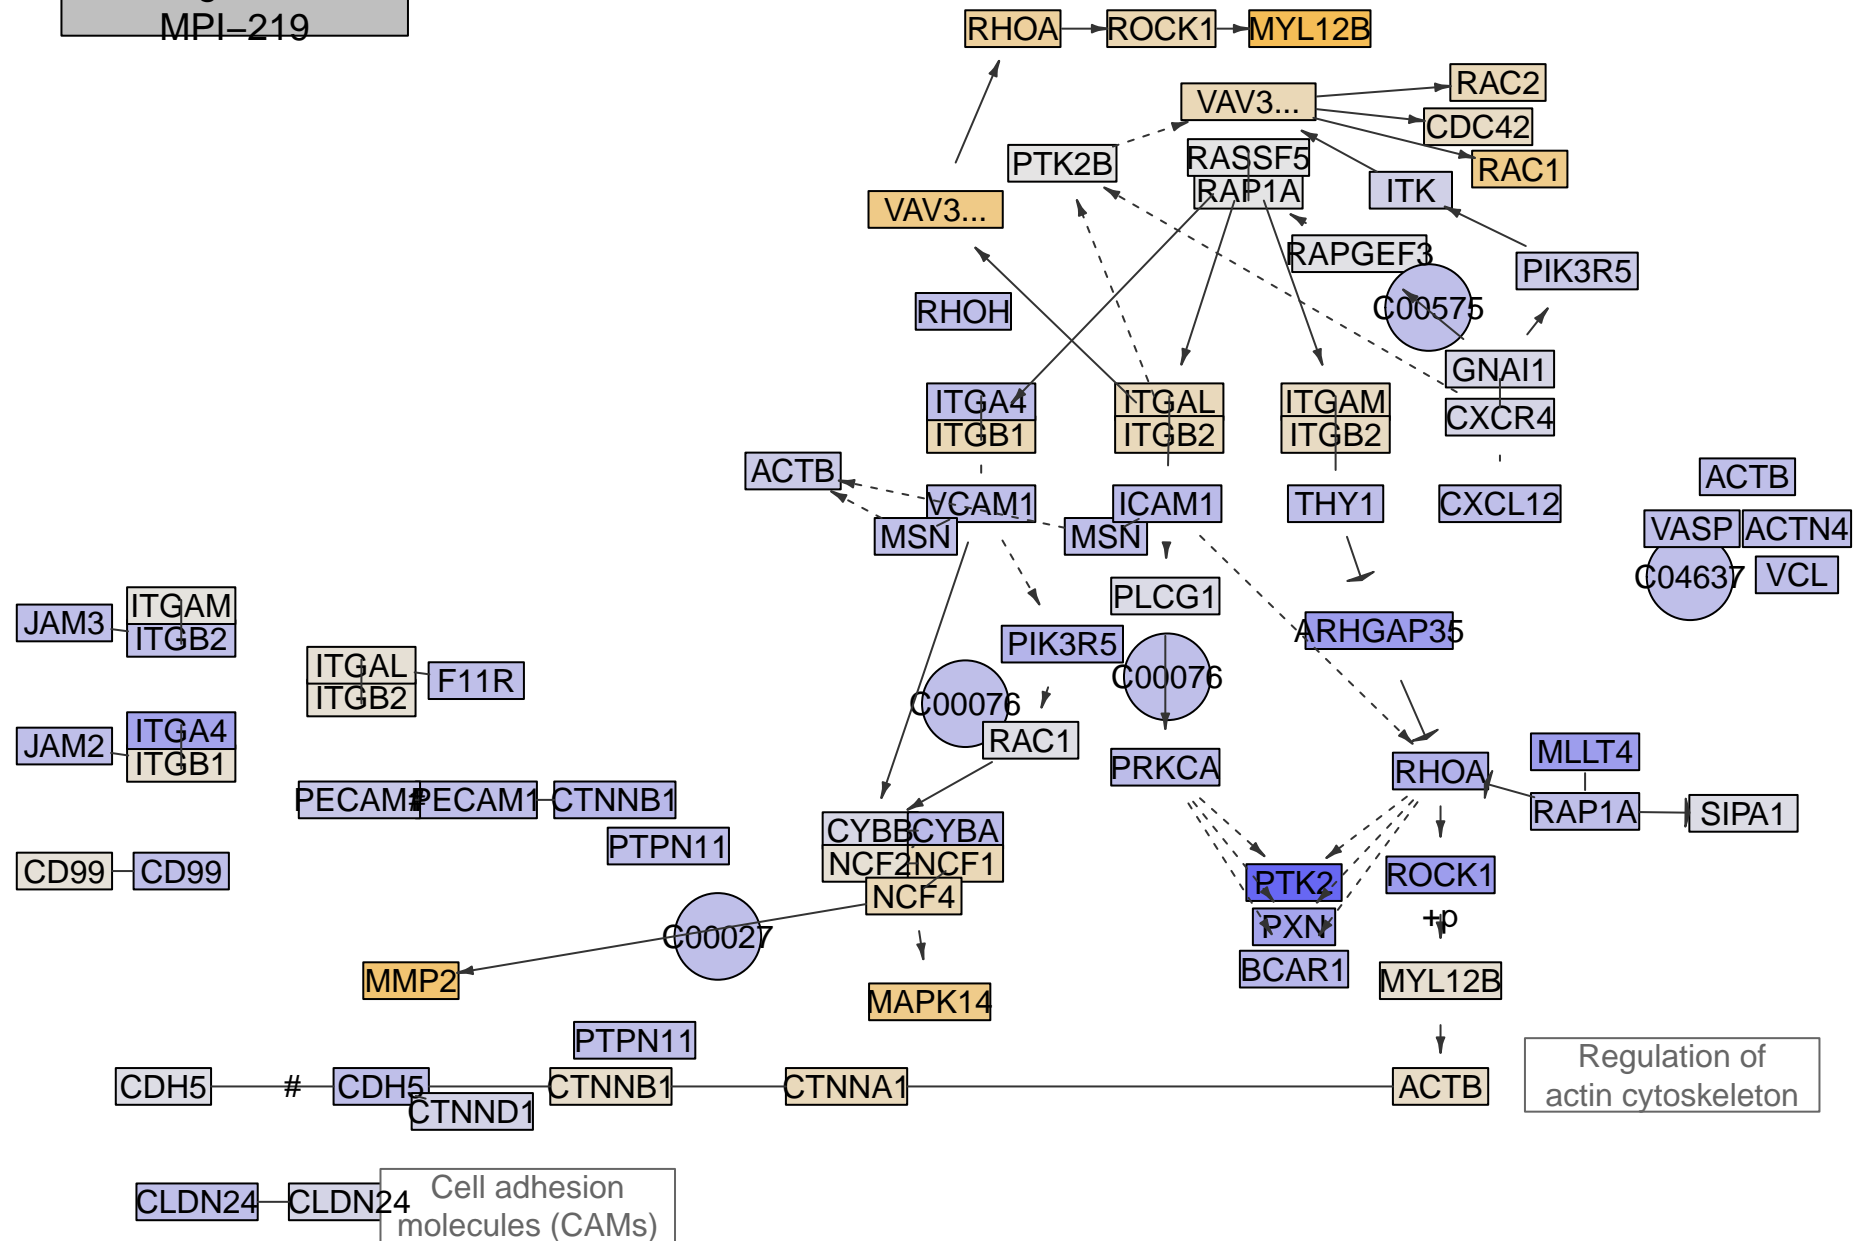 MPI−219
RHOA
ROCK1
MYL12B
RAC2
VAV3...
CDC42
PTK2B
RASSF5
RAC1
RAP1A
ITK
VAV3...
RAPGEF3
PIK3R5
RHOH
C00575
GNAI1
ITGA4
ITGAL
ITGAM
CXCR4
ITGB1
ITGB2
ITGB2
ACTB
ACTB
VCAM1
ICAM1
THY1
CXCL12
MSN
MSN
VASP
ACTN4
C04637
VCL
PLCG1
ITGAM
JAM3
ITGB2
ARHGAP35
PIK3R5
ITGAL
F11R
ITGB2
C00076
C00076
ITGA4
JAM2
ITGB1
RAC1
PRKCA
RHOA
MLLT4
PECAM1
#
PECAM1
CTNNB1
RAP1A
SIPA1
CYBB
CYBA
PTPN11
NCF2
NCF1
CD99
CD99
NCF4
PTK2
ROCK1
+p
PXN
C00027
BCAR1
MMP2
MYL12B
MAPK14
PTPN11
Regulation of
actin cytoskeleton
CDH5
#
CDH5
CTNNB1
CTNNA1
ACTB
CTNND1
CLDN24
CLDN24
Cell adhesion
molecules (CAMs)